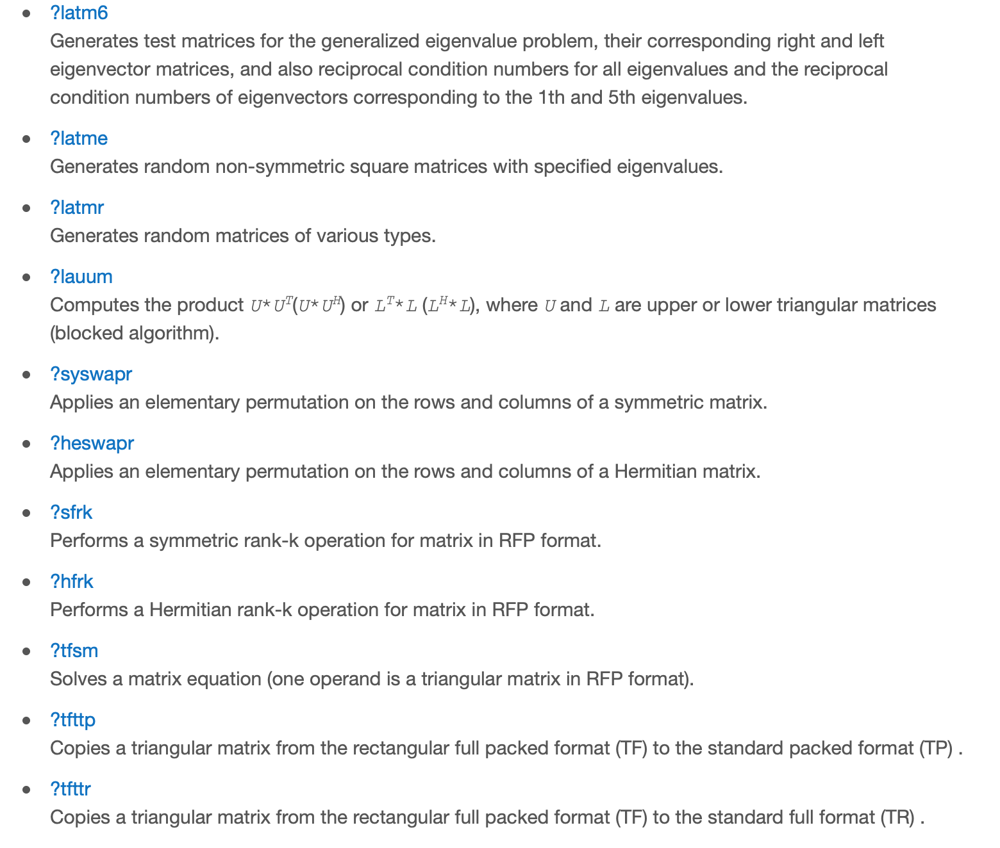 • ?latm6
Generates test matrices for the generalized eigenvalue problem, their corresponding right and left
eigenvector matrices, and also reciprocal condition numbers for all eigenvalues and the reciprocal
condition numbers of eigenvectors corresponding to the 1th and 5th eigenvalues.
• ?latme
Generates random non-symmetric square matrices with specified eigenvalues.
• ?latmr
Generates random matrices of various types.
• ?lauum
Computes the product U*Uᵀ(U*Uᴴ) or Lᵀ*L (Lᴴ*L), where U and L are upper or lower triangular matrices
(blocked algorithm).
• ?syswapr
Applies an elementary permutation on the rows and columns of a symmetric matrix.
• ?heswapr
Applies an elementary permutation on the rows and columns of a Hermitian matrix.
• ?sfrk
Performs a symmetric rank-k operation for matrix in RFP format.
• ?hfrk
Performs a Hermitian rank-k operation for matrix in RFP format.
• ?tfsm
Solves a matrix equation (one operand is a triangular matrix in RFP format).
• ?tfttp
Copies a triangular matrix from the rectangular full packed format (TF) to the standard packed format (TP) .
• ?tfttr
Copies a triangular matrix from the rectangular full packed format (TF) to the standard full format (TR) .